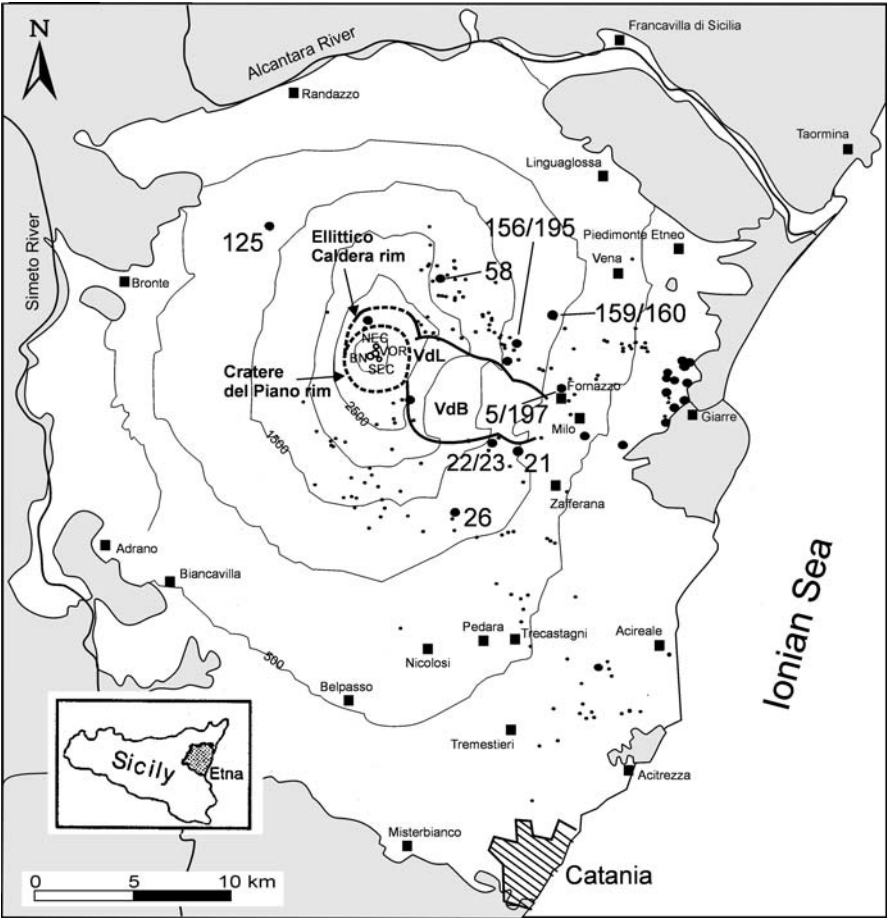 Francavilla di Sicilia
N
Alcantara River
Randazzo
Taormina
Linguaglossa
Simeto River
125
Ellittico
Caldera rim
156/195
58
Piedimonte Etneo
Vena
Bronte
159/160
NEC
VOR
BN
SEC
VdL
Cratere
del Piano rim
2500
VdB
5/197
Fornazzo
Milo
Giarre
1500
22/23
21
Zafferana
26
Adrano
Biancavilla
Ionian Sea
Pedara
Trecastagni
Acireale
Nicolosi
500
Belpasso
Tremestieri
Sicily
Etna
Acitrezza
Misterbianco
0 5 10 km
Catania